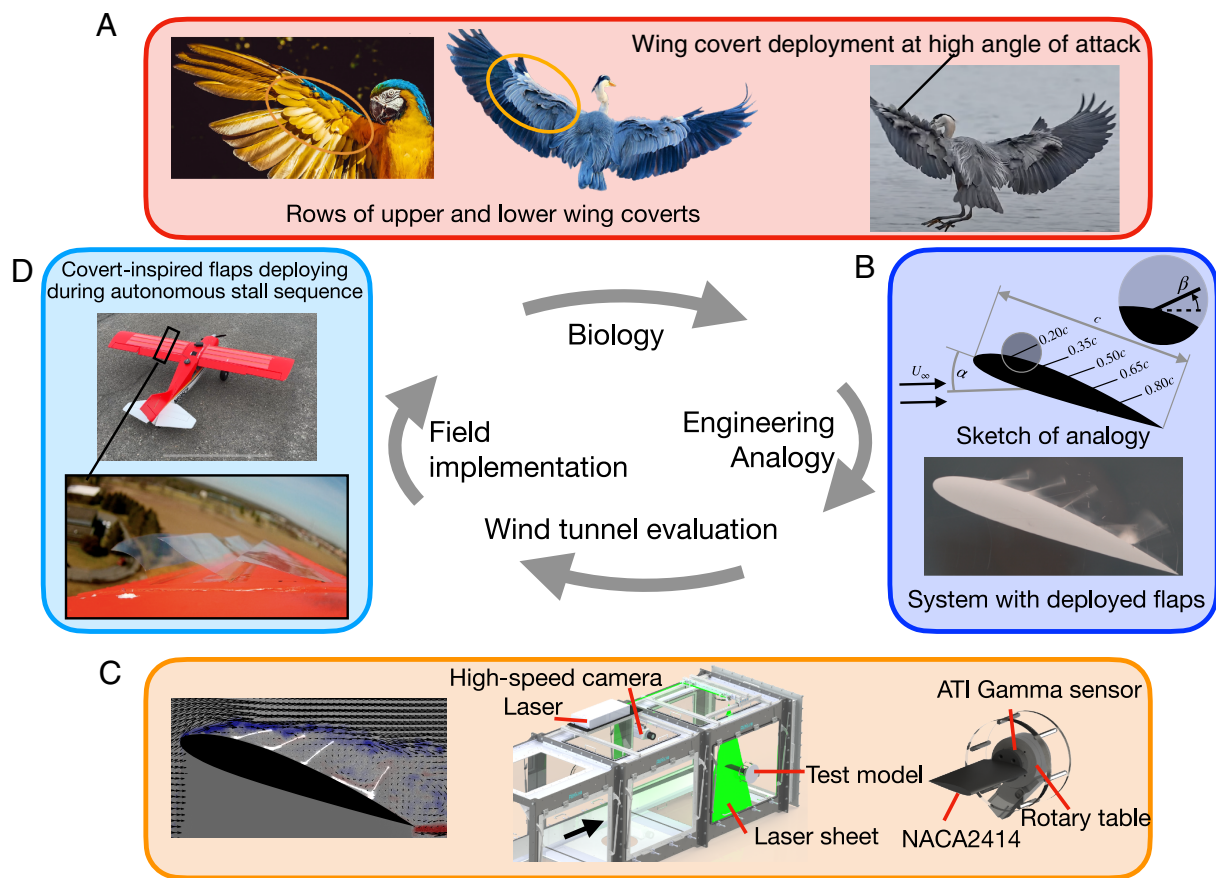 A
Wing covert deployment at high angle of attack
Rows of upper and lower wing coverts
D
Covert-inspired flaps deploying
during autonomous stall sequence
B
β
c
0.20c
0.35c
0.50c
0.65c
0.80c
α
U∞
Sketch of analogy
System with deployed flaps
Biology
Engineering
Analogy
Field
implementation
Wind tunnel evaluation
C
High-speed camera
Laser
Test model
Laser sheet
ATI Gamma sensor
Rotary table
NACA2414